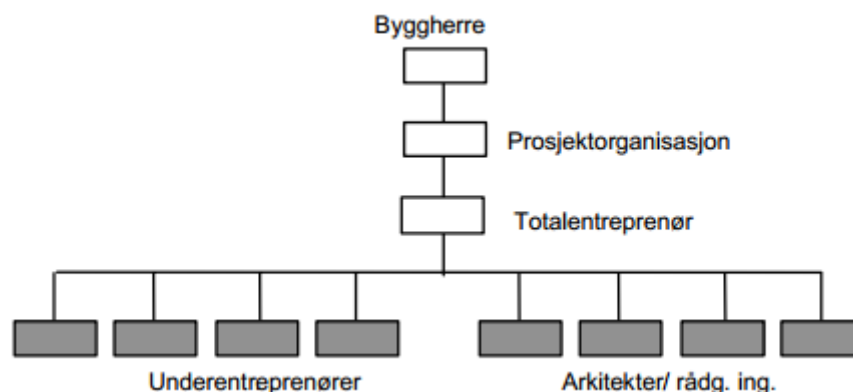 Byggherre
Prosjektorganisasjon
Totalentreprenør
Underentreprenører
Arkitekter/ rådg. ing.